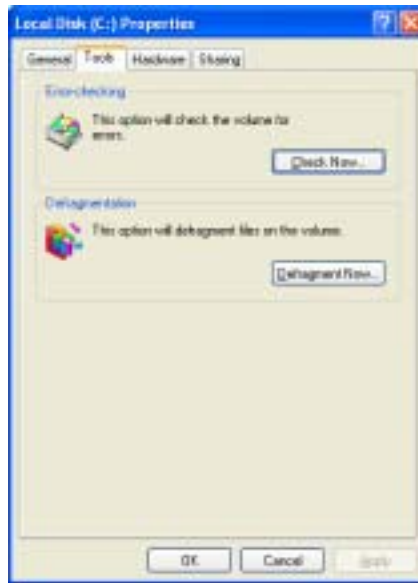 Local Disk (C:) Properties
General Tools Hardware Sharing
Error-checking
This option will check the volume for
errors.
Check Now...
Defragmentation
This option will defragment files on the volume.
Defragment Now...
OK Cancel Apply